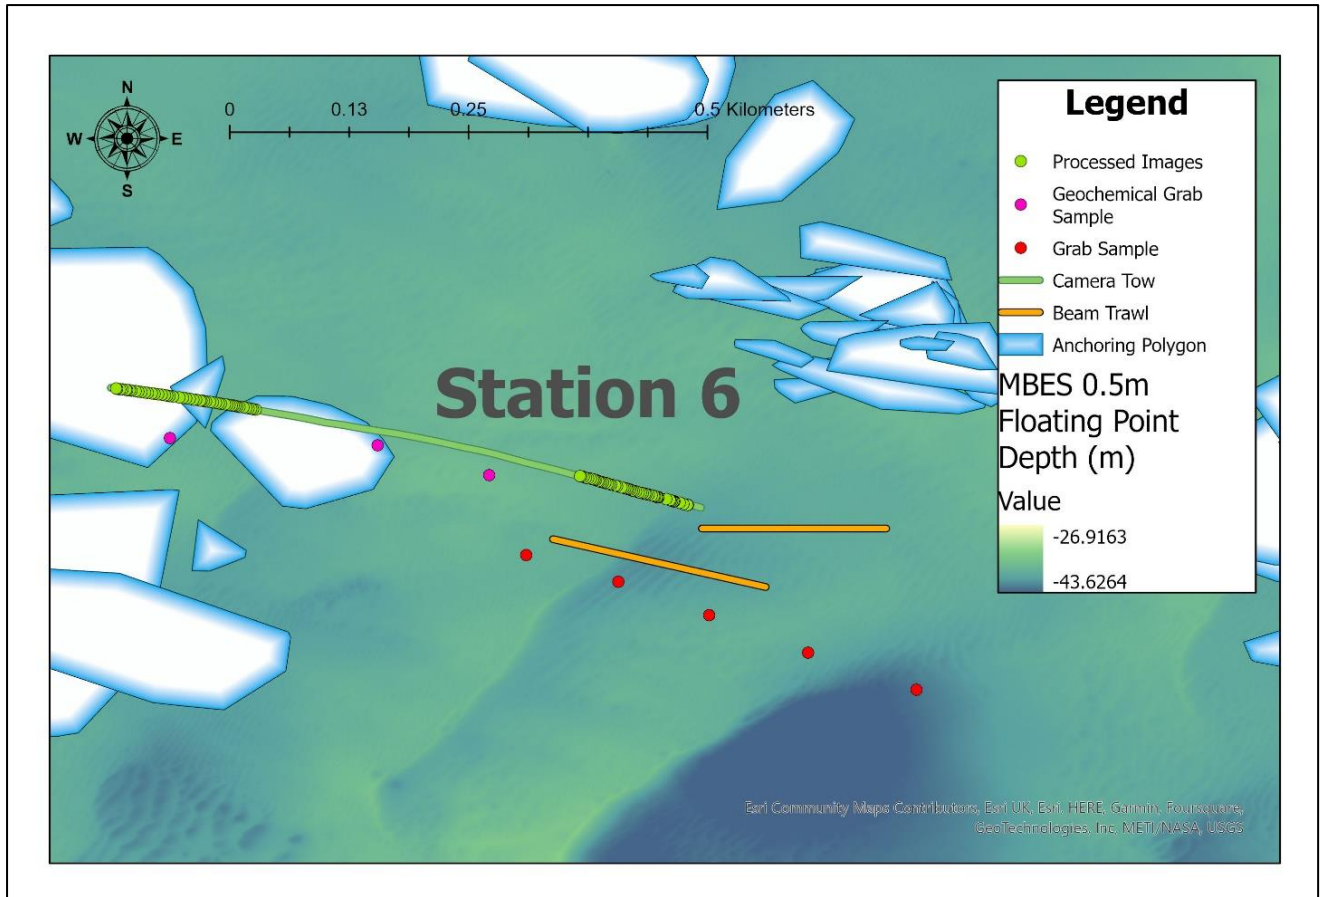 N
W E
S
0 0.13 0.25 0.5 Kilometers
Legend
Processed Images
Geochemical Grab
Sample
Grab Sample
Camera Tow
Beam Trawl
Anchoring Polygon
MBES 0.5m
Floating Point
Depth (m)
Value
-26.9163
-43.6264
Station 6
Esri Community Maps Contributors, Esri UK, Esri, HERE, Garmin, Foursquare,
GeoTechnologies, Inc, METI/NASA, USGS